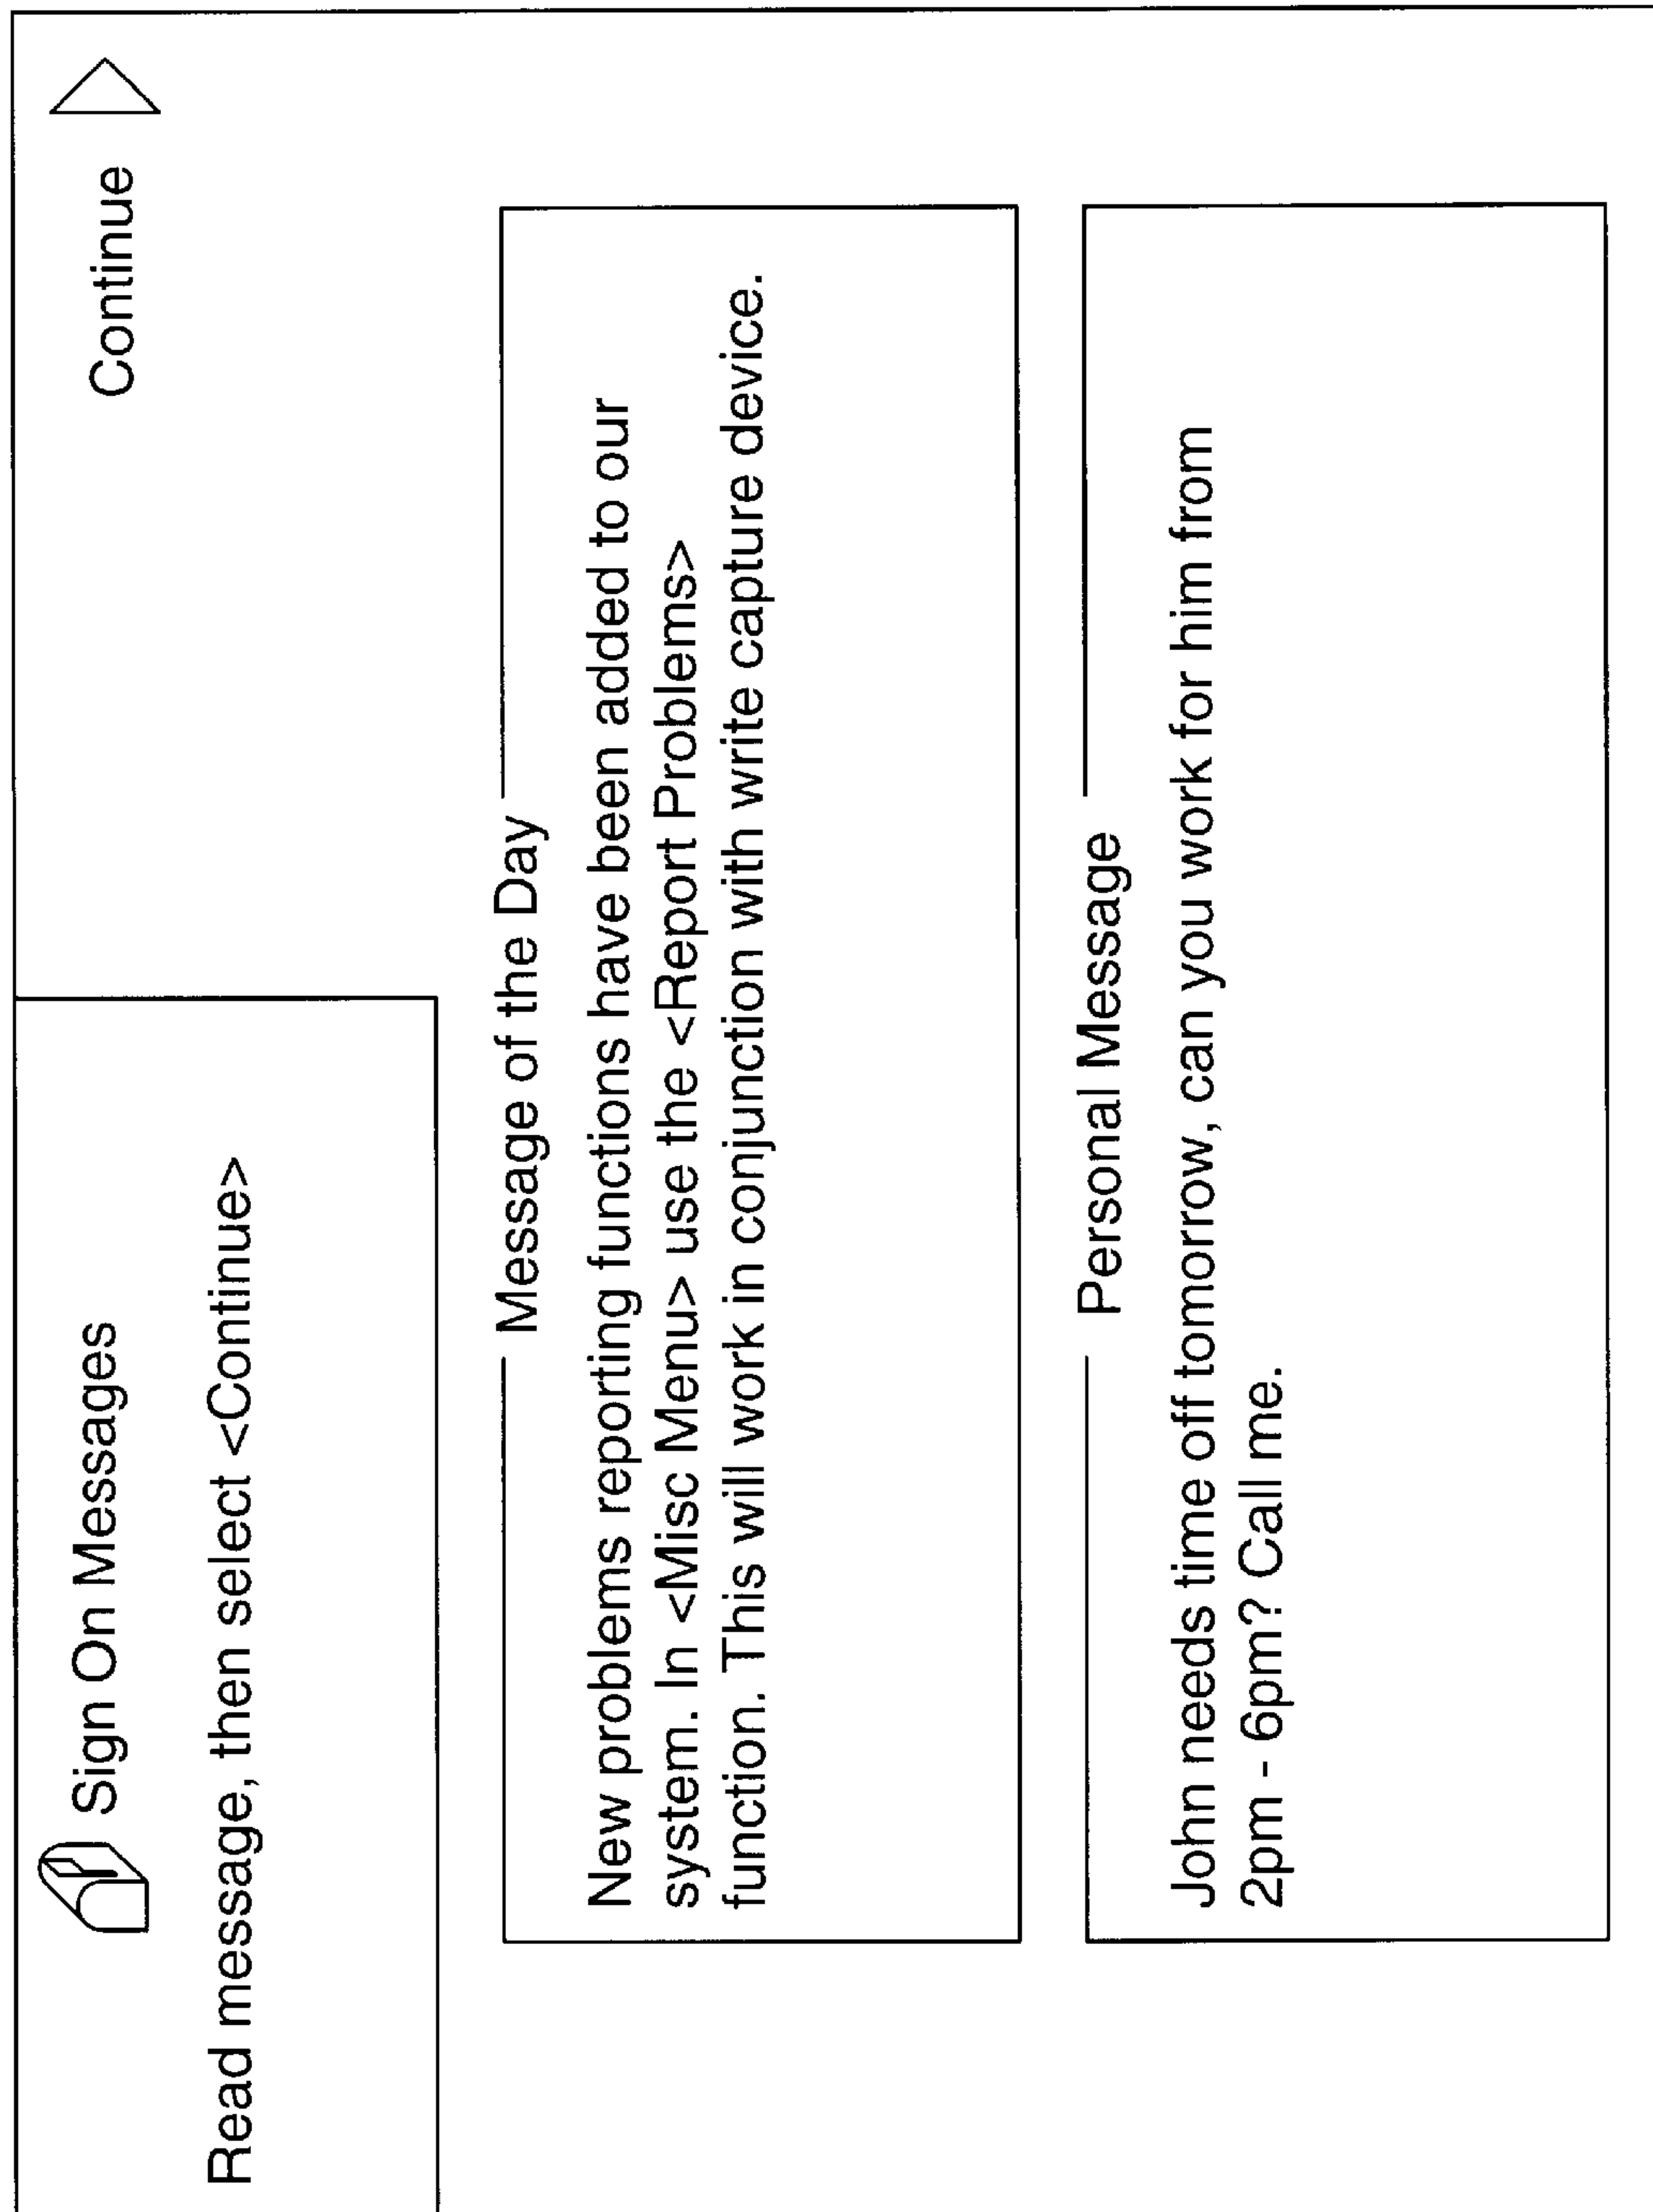 Sign On Messages
Continue
Read message, then select <Continue>
Message of the Day
New problems reporting functions have been added to our
system. In <Misc Menu> use the <Report Problems>
function. This will work in conjunction with write capture device.
Personal Message
John needs time off tomorrow, can you work for him from
2pm - 6pm? Call me.